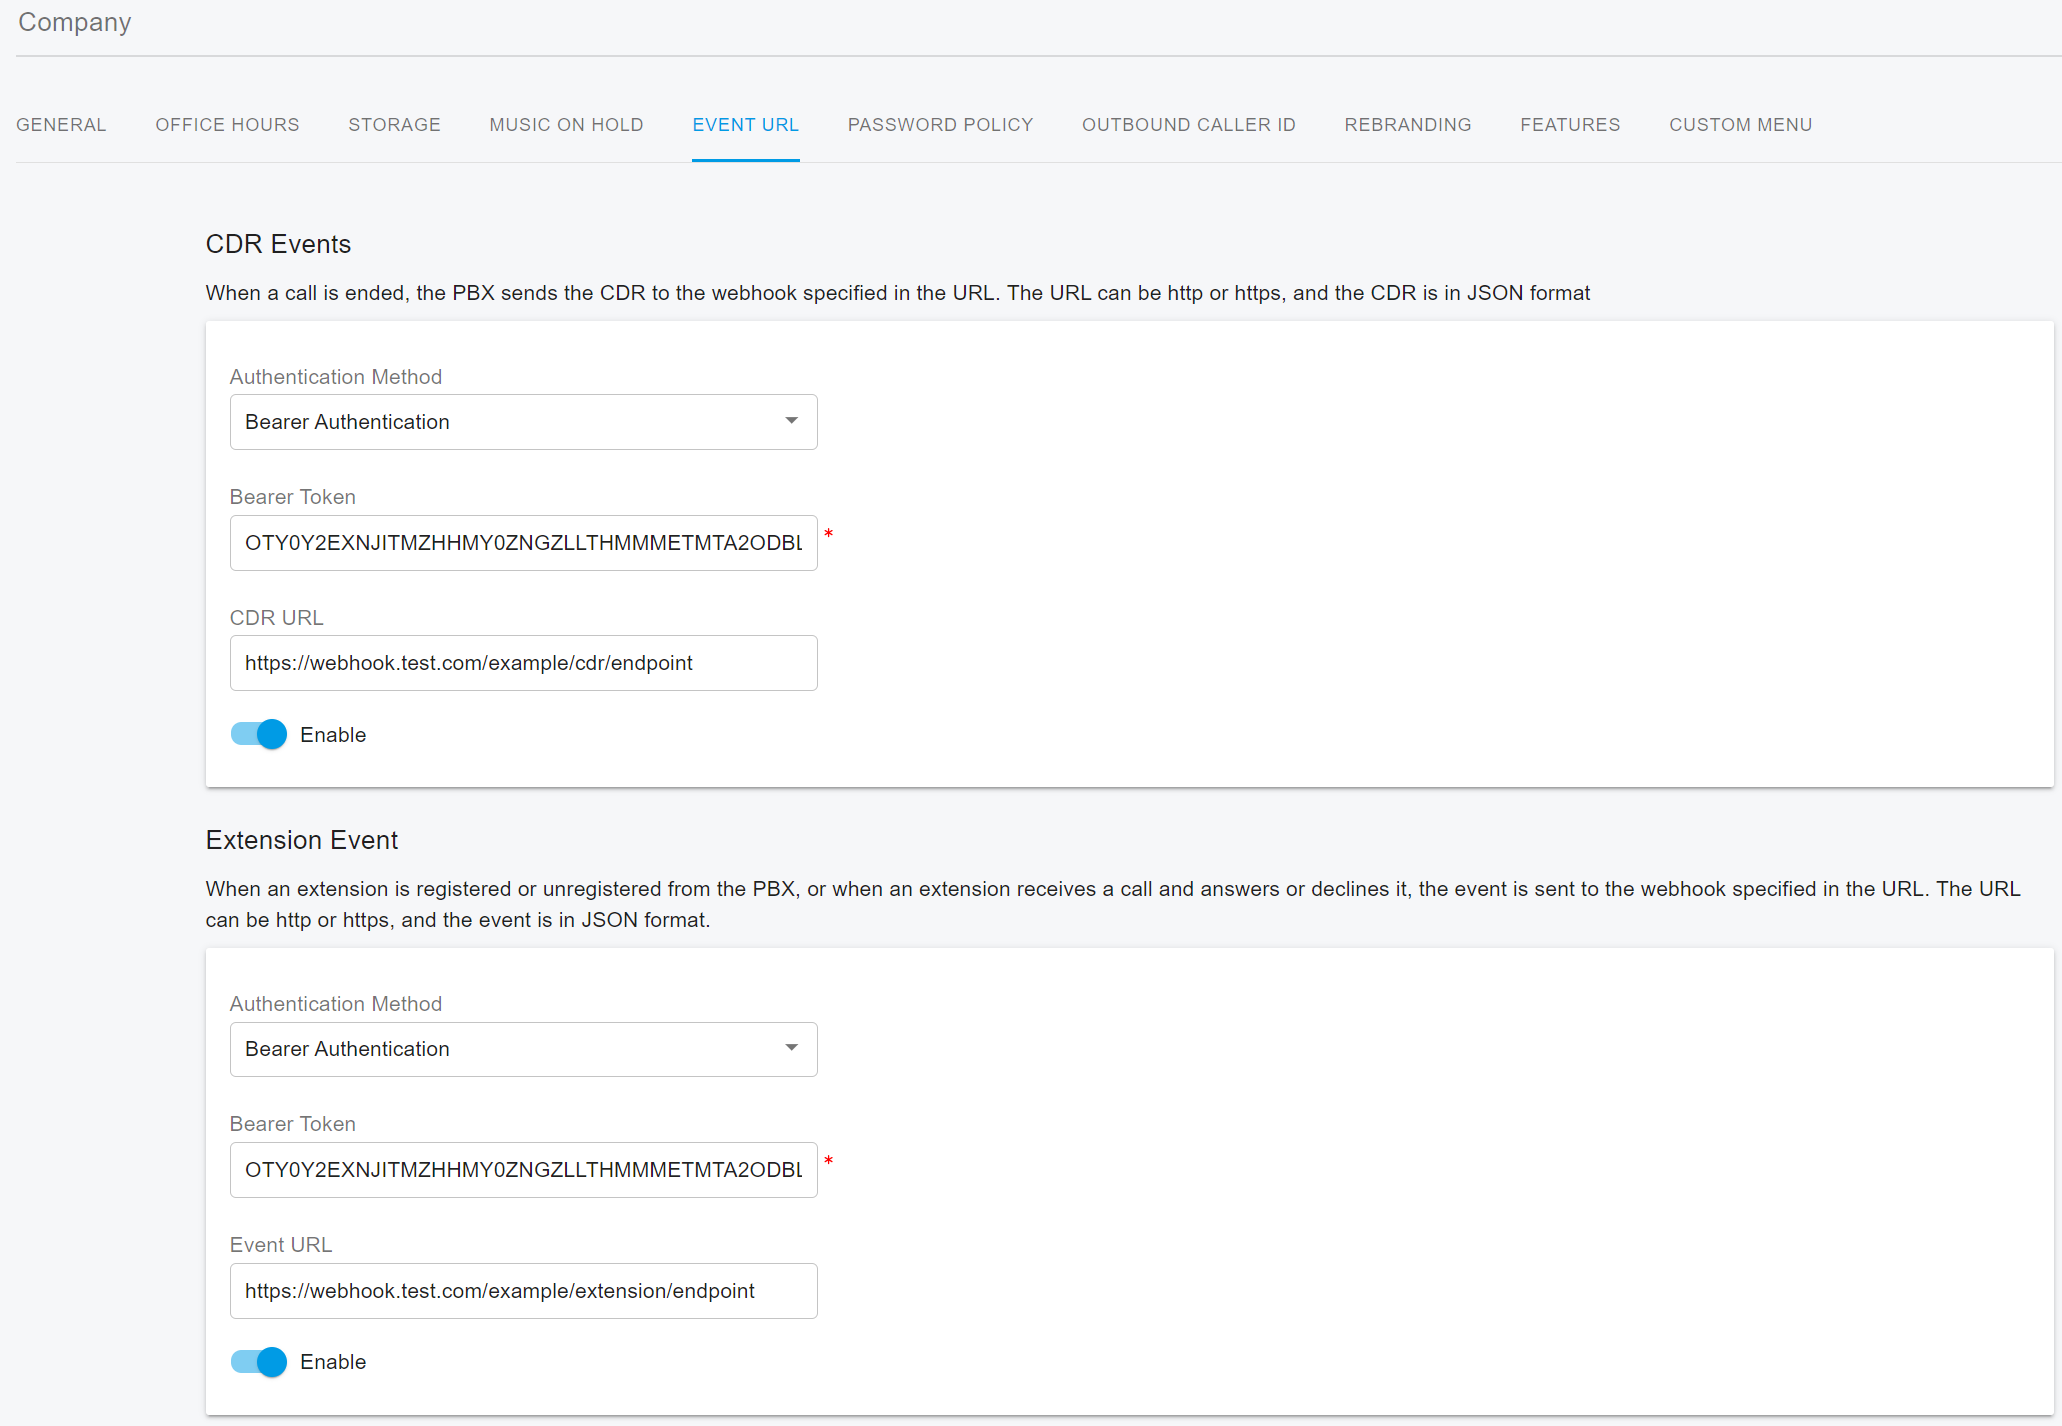 Company
GENERAL OFFICE HOURS STORAGE MUSIC ON HOLD EVENT URL PASSWORD POLICY OUTBOUND CALLER ID REBRANDING FEATURES CUSTOM MENU
CDR Events
When a call is ended, the PBX sends the CDR to the webhook specified in the URL. The URL can be http or https, and the CDR is in JSON format
Authentication Method
Bearer Authentication
Bearer Token
OTY0Y2EXNJITMZHHMY0ZNGZLLTHMMMETMTA2ODBL *
CDR URL
https://webhook.test.com/example/cdr/endpoint
Enable
Extension Event
When an extension is registered or unregistered from the PBX, or when an extension receives a call and answers or declines it, the event is sent to the webhook specified in the URL. The URL
can be http or https, and the event is in JSON format.
Authentication Method
Bearer Authentication
Bearer Token
OTY0Y2EXNJITMZHHMY0ZNGZLLTHMMMETMTA2ODBL *
Event URL
https://webhook.test.com/example/extension/endpoint
Enable